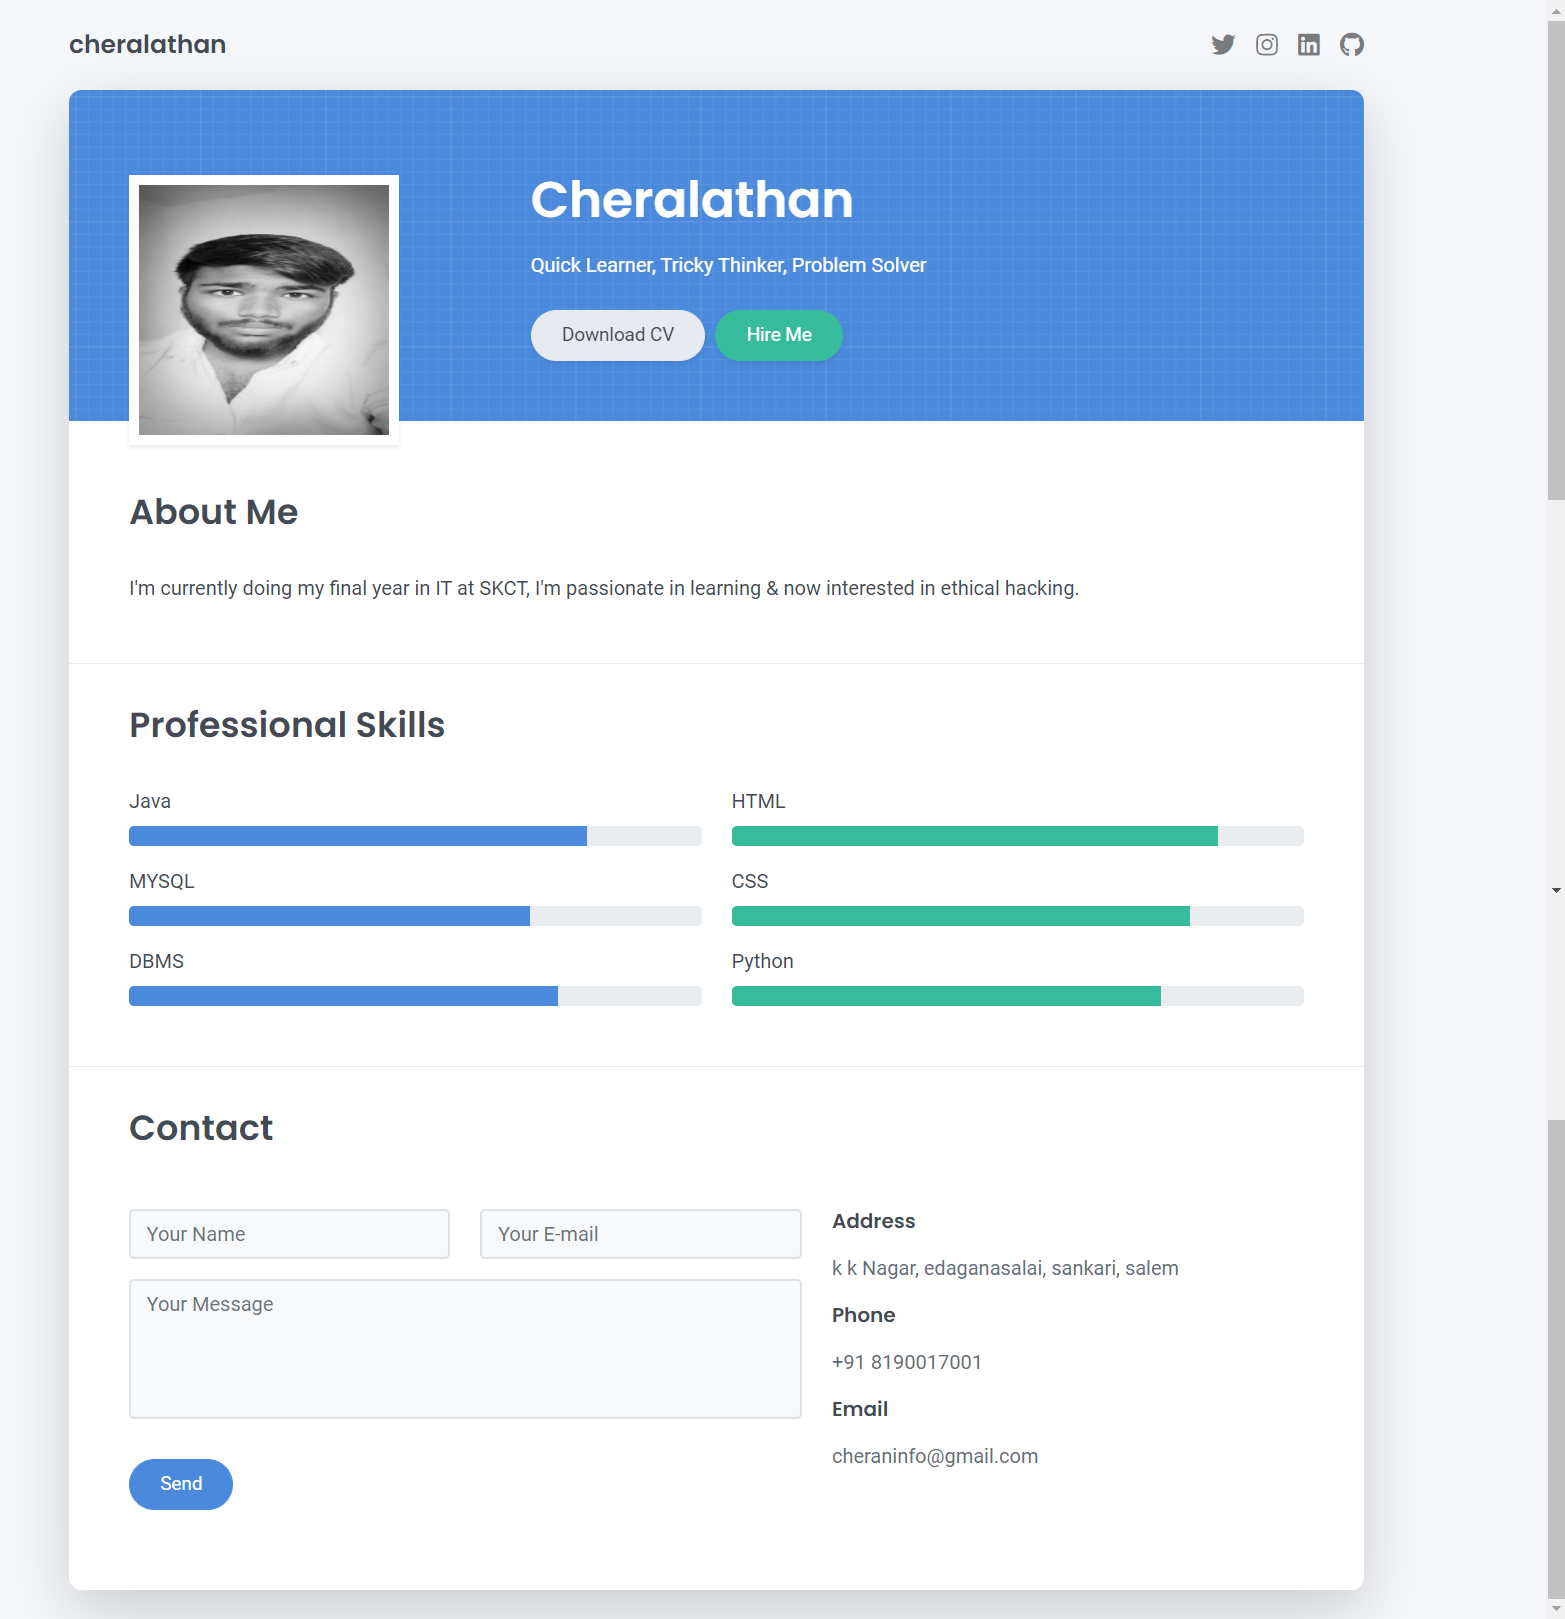 cheralathan
Cheralathan
Quick Learner, Tricky Thinker, Problem Solver
Download CV
Hire Me
About Me
I'm currently doing my final year in IT at SKCT, I'm passionate in learning & now interested in ethical hacking.
Professional Skills
Java
HTML
MYSQL
CSS
DBMS
Python
Contact
Your Name
Your E-mail
Your Message
Send
Address
k k Nagar, edaganasalai, sankari, salem
Phone
+91 8190017001
Email
cheraninfo@gmail.com